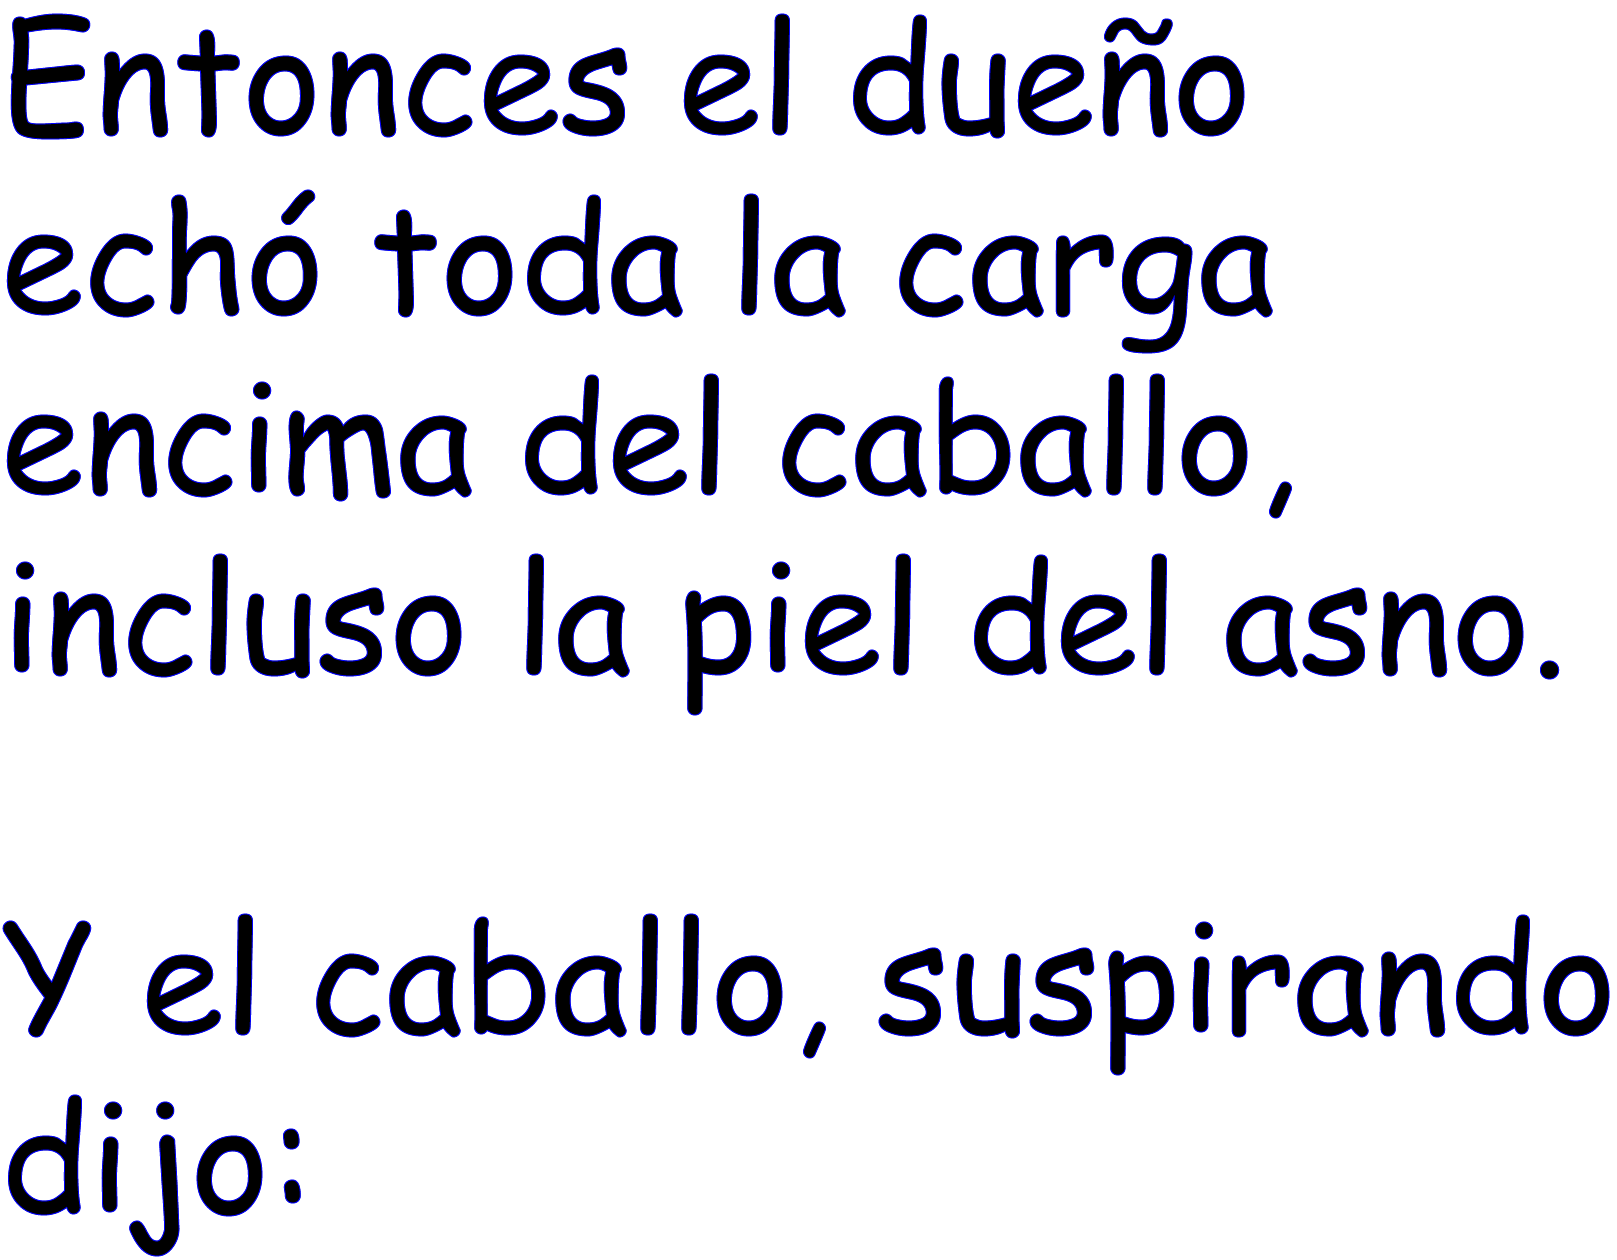 Entonces el dueño
echó toda la carga
encima del caballo,
incluso la piel del asno.
Y el caballo, suspirando
dijo: